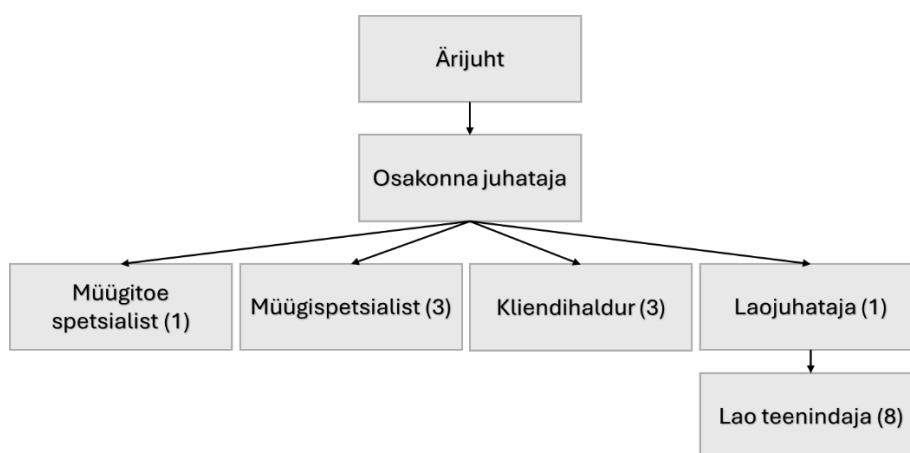 Ärijuht
Osakonna juhataja
Müügitoe
spetsialist (1)
Müügispetsialist (3)
Kliendihaldur (3)
Laojuhataja (1)
Lao teenindaja (8)